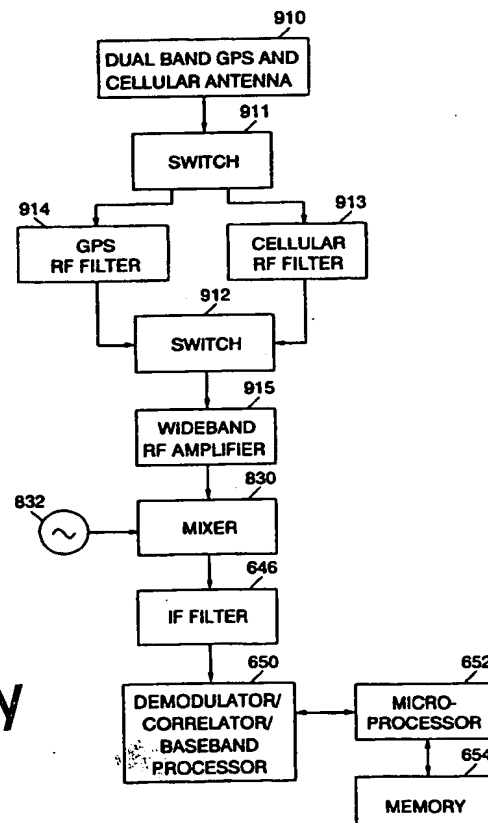 910
DUAL BAND GPS AND
CELLULAR ANTENNA
911
SWITCH
914
GPS
RF FILTER
913
CELLULAR
RF FILTER
912
SWITCH
915
WIDEBAND
RF AMPLIFIER
832
830
MIXER
646
IF FILTER
650
DEMODULATOR/
CORRELATOR/
BASEBAND
PROCESSOR
652
MICRO-
PROCESSOR
654
MEMORY
y